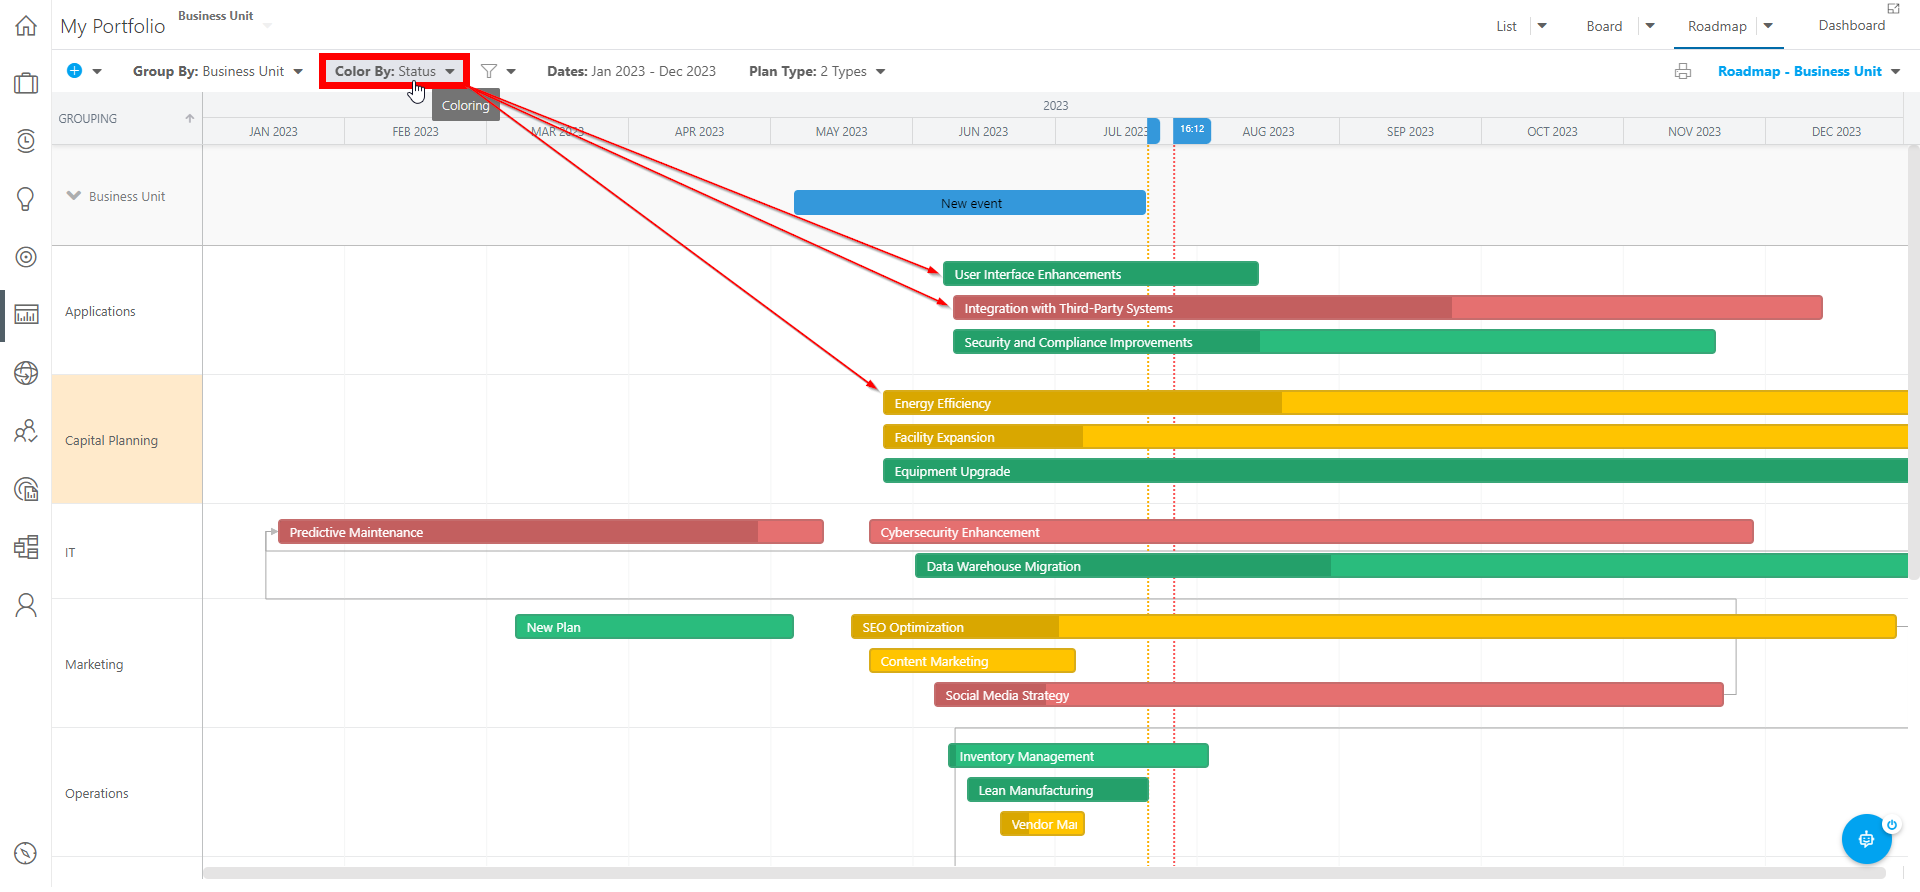 My Portfolio
Business Unit
List
Board
Roadmap
Dashboard
Group By: Business Unit
Color By: Status
Dates: Jan 2023 - Dec 2023
Plan Type: 2 Types
Roadmap - Business Unit
Coloring
GROUPING
2023
JAN 2023
FEB 2023
MAR 2023
APR 2023
MAY 2023
JUN 2023
JUL 2023
16:12
AUG 2023
SEP 2023
OCT 2023
NOV 2023
DEC 2023
Business Unit
New event
Applications
User Interface Enhancements
Integration with Third-Party Systems
Security and Compliance Improvements
Capital Planning
Energy Efficiency
Facility Expansion
Equipment Upgrade
IT
Predictive Maintenance
Cybersecurity Enhancement
Data Warehouse Migration
Marketing
New Plan
SEO Optimization
Content Marketing
Social Media Strategy
Operations
Inventory Management
Lean Manufacturing
Vendor Mai